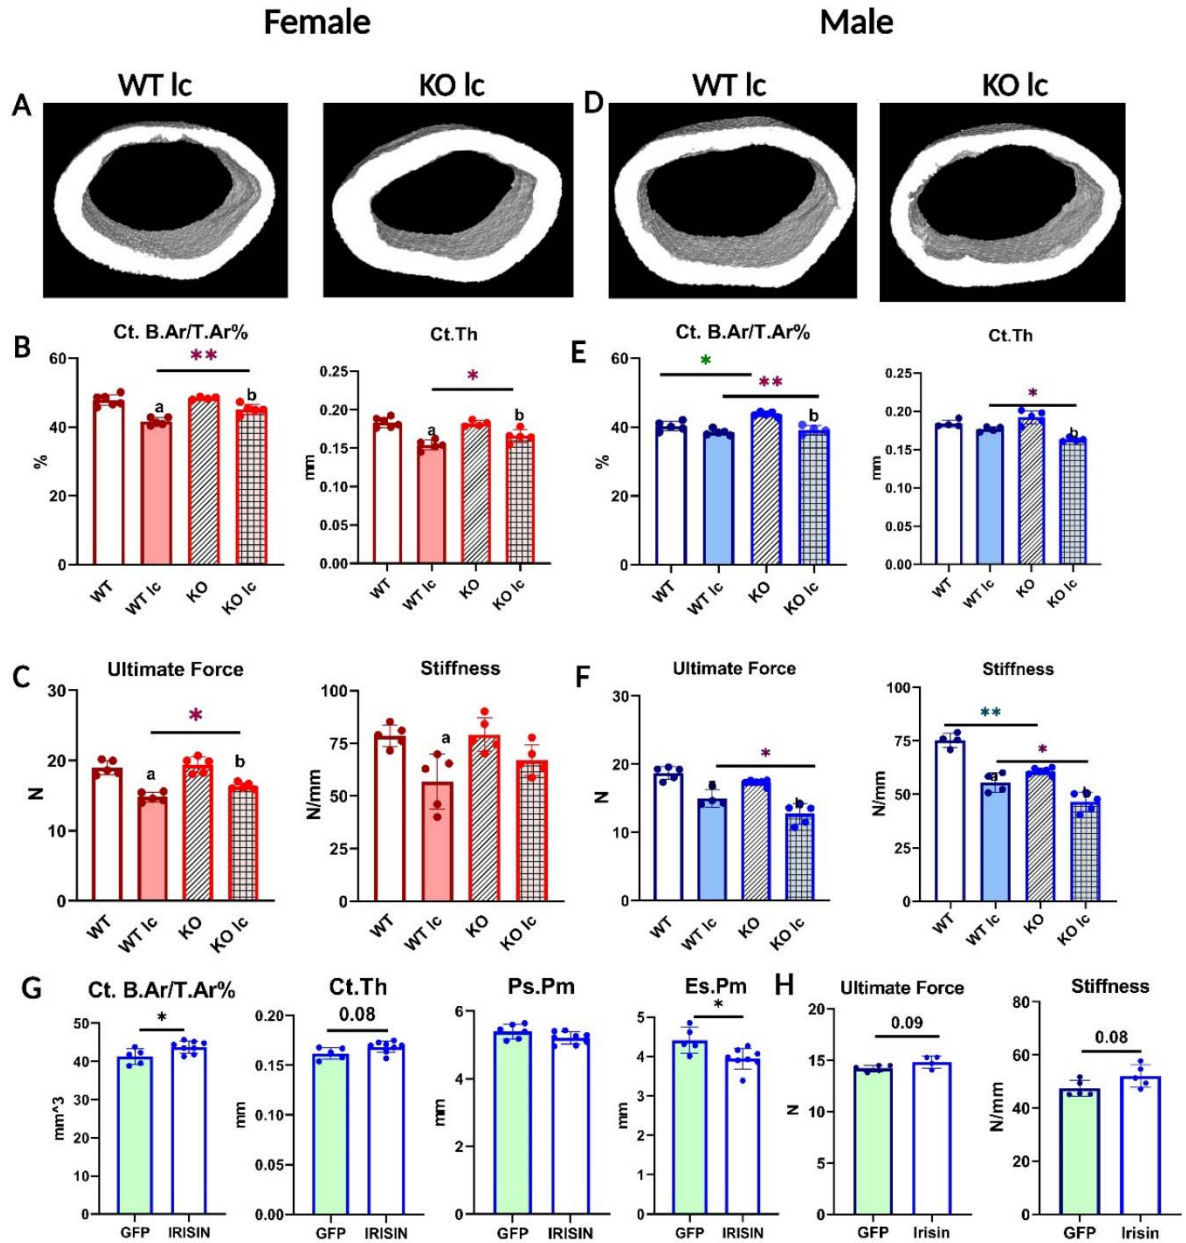 Female Male
A WT lc KO lc D WT lc KO lc
B Ct. B.Ar/T.Ar% Ct.Th E Ct. B.Ar/T.Ar% Ct.Th
** * * ** *
a b a b b b
60 40 20 0 %
0.25 0.20 0.15 0.10 0.05 0.00 mm
60 40 20 0 %
0.25 0.20 0.15 0.10 0.05 0.00 mm
WT WT lc KO KO lc WT WT lc KO KO lc WT WT lc KO KO lc WT WT lc KO KO lc
C Ultimate Force Stiffness F Ultimate Force Stiffness
* * ** *
a b a a
30 20 10 0 N
100 75 50 25 0 N/mm
30 20 10 0 N
100 75 50 25 0 N/mm
WT WT lc KO KO lc WT WT lc KO KO lc WT WT lc KO KO lc WT WT lc KO KO lc
G Ct. B.Ar/T.Ar% Ct.Th Ps.Pm Es.Pm H Ultimate Force Stiffness
* 0.08 * 0.09 0.08
50 40 30 20 10 0 mm^3
0.20 0.15 0.10 0.05 0.00 mm
6 4 2 0 mm
5 4 3 2 1 0 mm
20 15 10 5 0 N
80 60 40 20 0 N/mm
GFP IRISIN GFP IRISIN GFP IRISIN GFP IRISIN GFP Irisin GFP Irisin